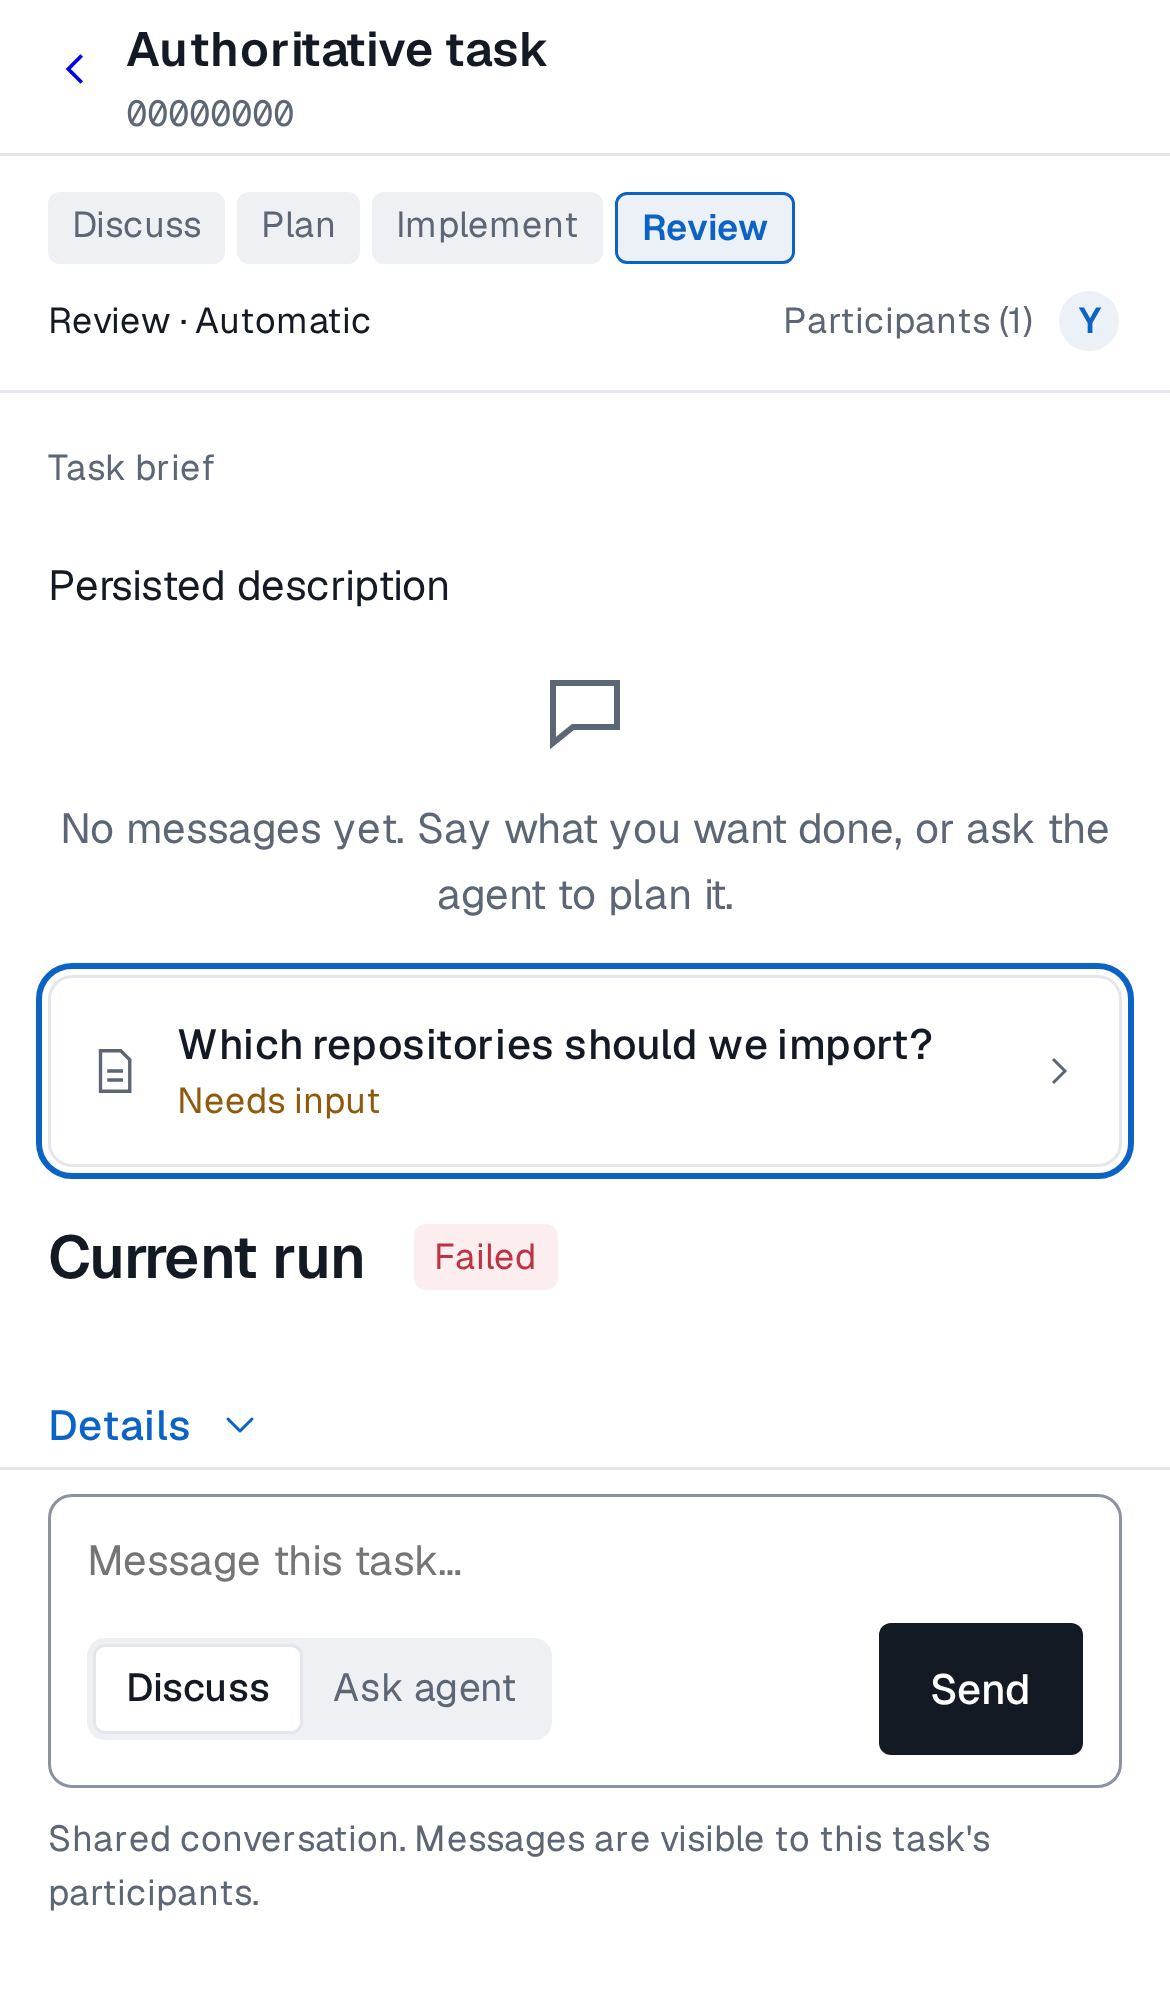 Authoritative task
00000000
Discuss Plan Implement Review
Review · Automatic Participants (1) Y
Task brief
Persisted description
No messages yet. Say what you want done, or ask the
agent to plan it.
Which repositories should we import?
Needs input
Current run Failed
Details
Message this task…
Discuss Ask agent Send
Shared conversation. Messages are visible to this task's
participants.